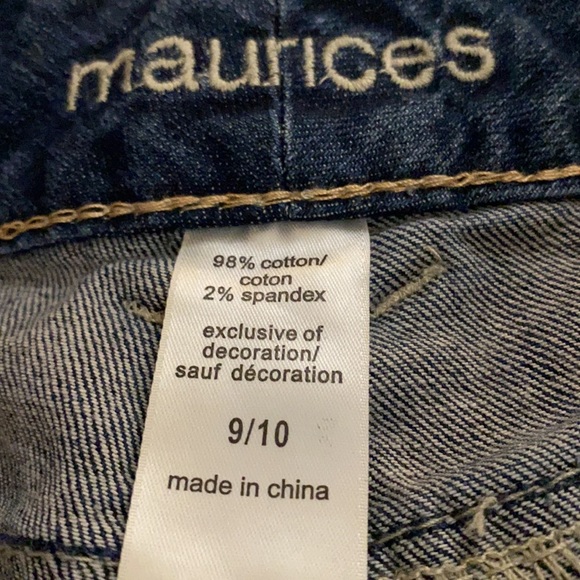 maurices
98% cotton/
coton
2% spandex
exclusive of
decoration/
sauf décoration
9/10
made in china